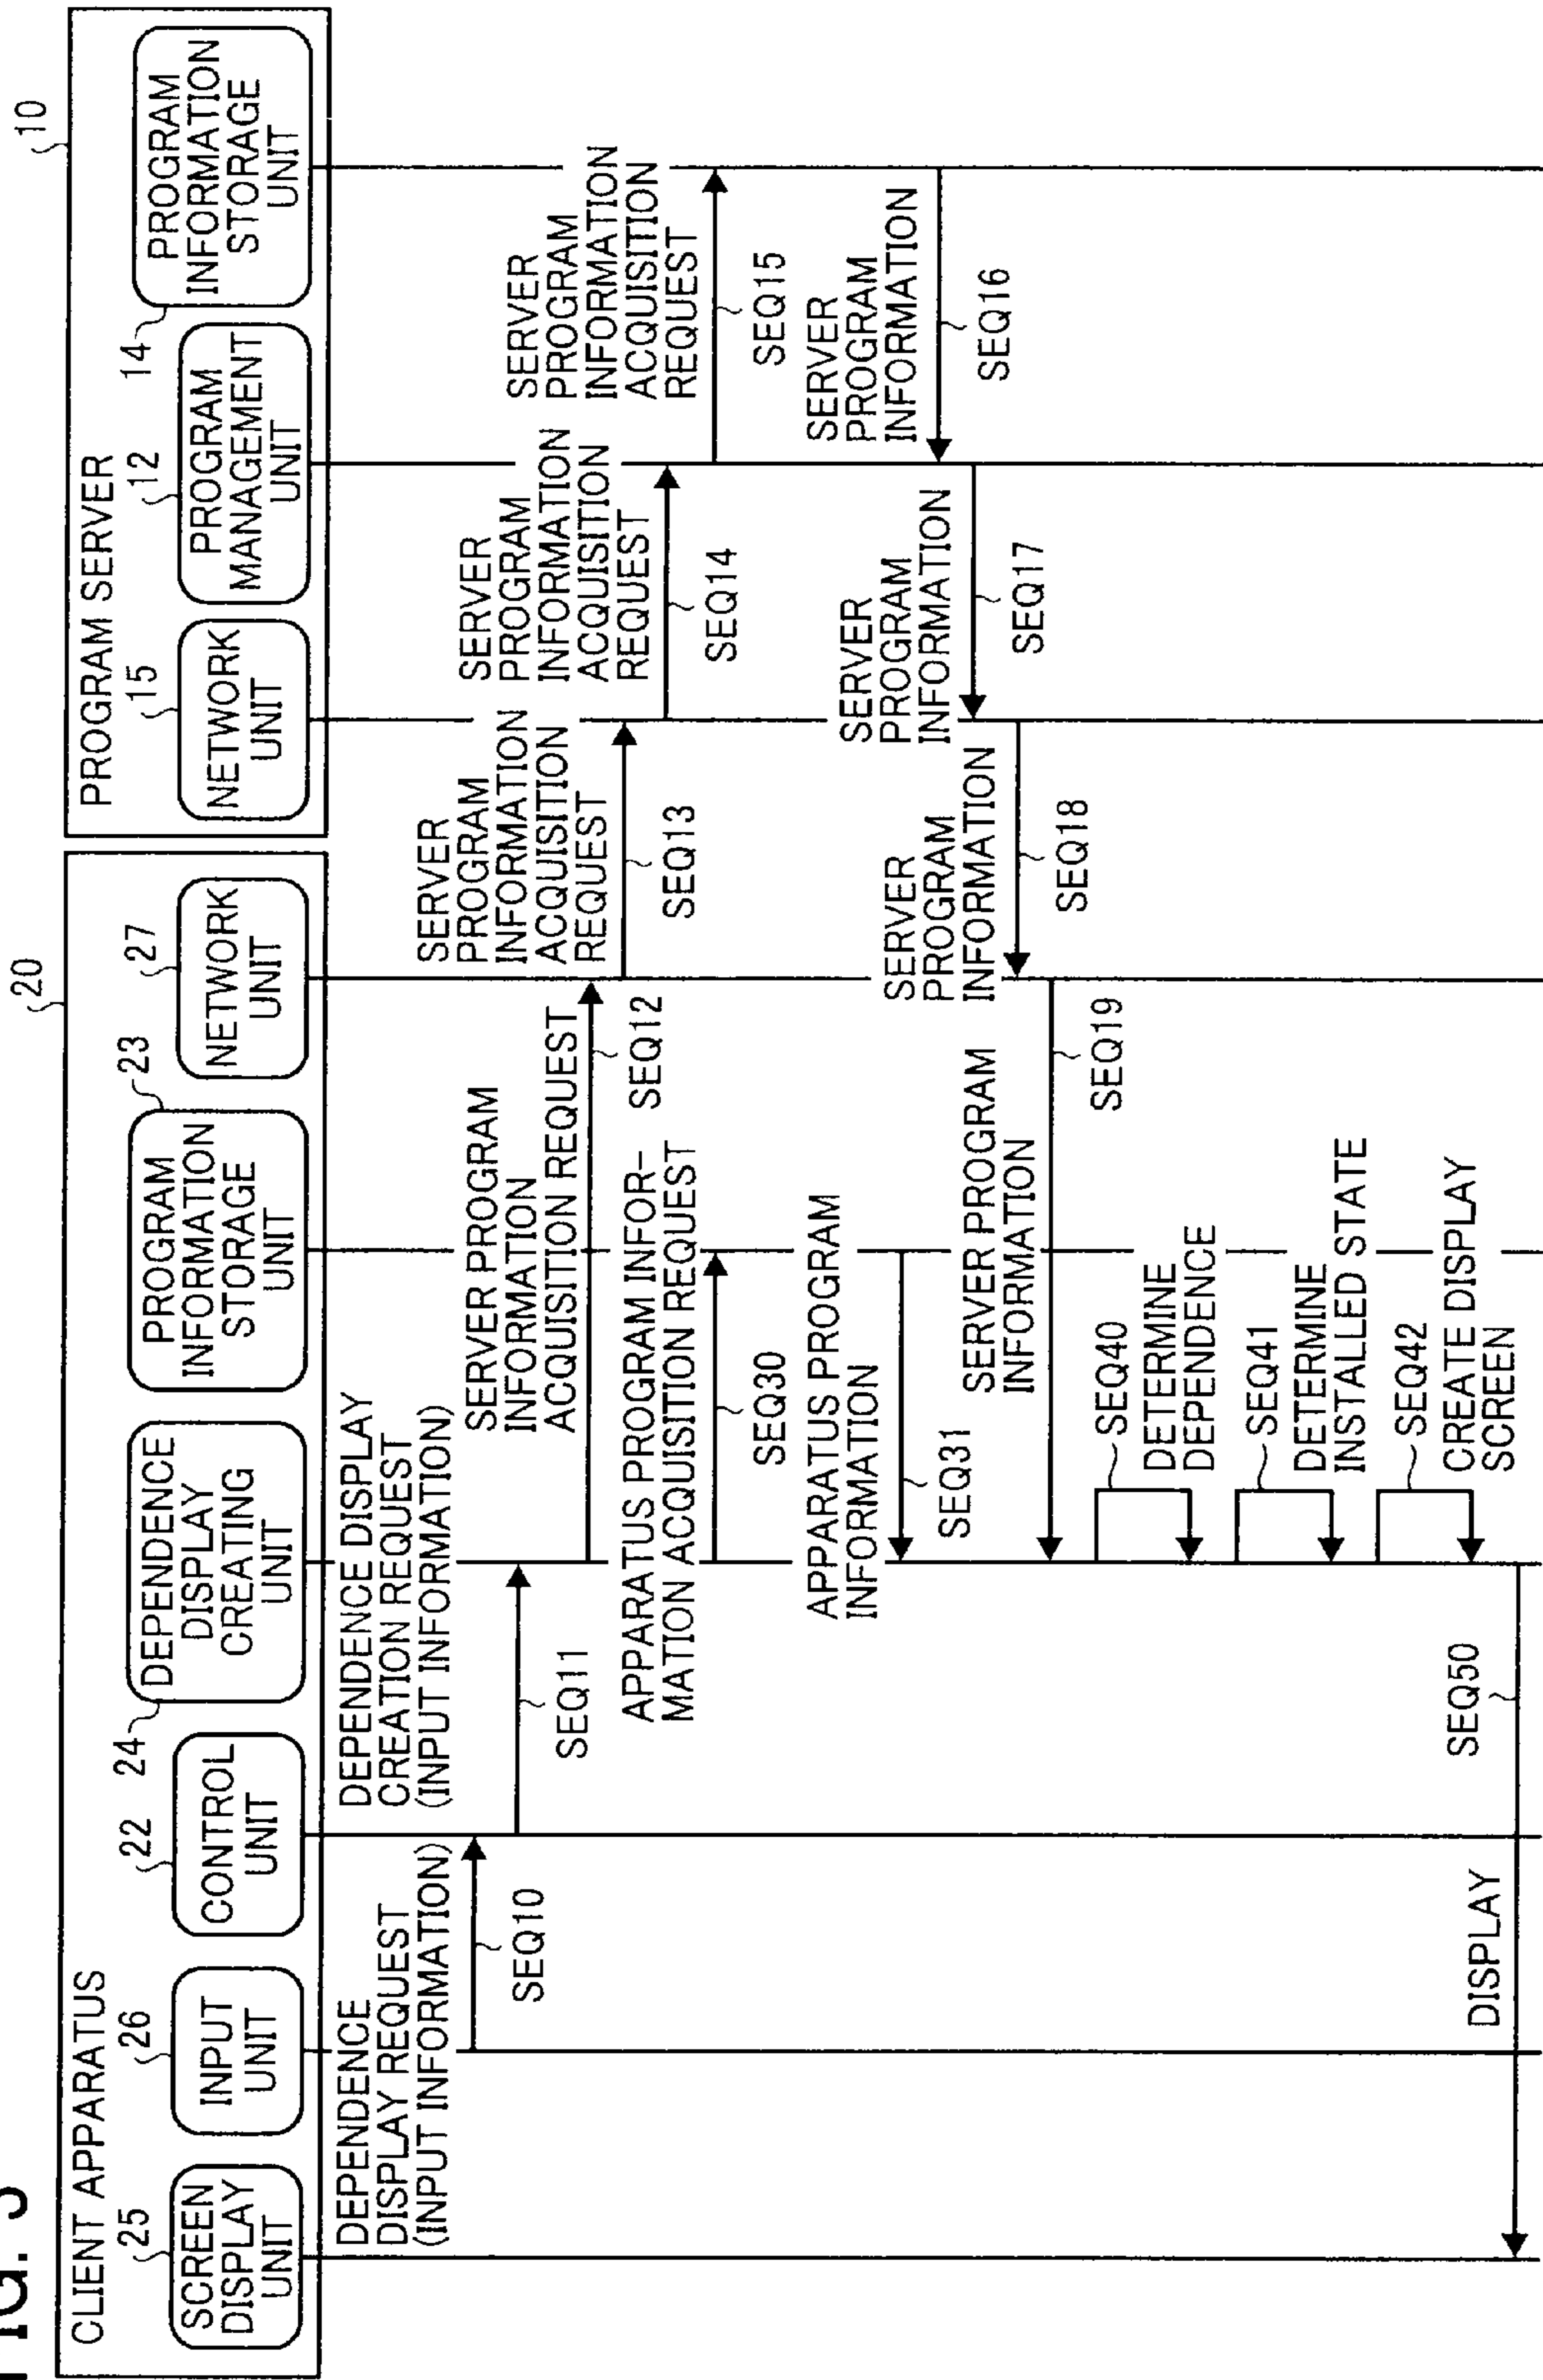 FIG.
CLIENT APPARATUS
20
PROGRAM SERVER
10
25
SCREEN
DISPLAY
UNIT
26
INPUT
UNIT
22
CONTROL
UNIT
24
DEPENDENCE
DISPLAY
CREATING
UNIT
23
PROGRAM
INFORMATION
STORAGE
UNIT
27
NETWORK
UNIT
15
NETWORK
UNIT
12
PROGRAM
MANAGEMENT
UNIT
14
PROGRAM
INFORMATION
STORAGE
UNIT
DEPENDENCE
DISPLAY REQUEST
(INPUT INFORMATION)
SEQ10
DEPENDENCE DISPLAY
CREATION REQUEST
(INPUT INFORMATION)
SEQ11
SERVER PROGRAM
INFORMATION
ACQUISITION REQUEST
SEQ12
SERVER
PROGRAM
INFORMATION
ACQUISITION
REQUEST
SEQ13
SERVER
PROGRAM
INFORMATION
ACQUISITION
REQUEST
SEQ14
SERVER
PROGRAM
INFORMATION
ACQUISITION
REQUEST
SEQ15
APPARATUS PROGRAM INFOR-
MATION ACQUISITION REQUEST
SEQ30
APPARATUS PROGRAM
INFORMATION
SEQ31
SERVER
PROGRAM
INFORMATION
SEQ16
SERVER
PROGRAM
INFORMATION
SEQ17
SERVER
PROGRAM
INFORMATION
SEQ18
SERVER PROGRAM
INFORMATION
SEQ19
SEQ40
DETERMINE
DEPENDENCE
SEQ41
DETERMINE
INSTALLED STATE
SEQ42
CREATE DISPLAY
SCREEN
SEQ50
DISPLAY